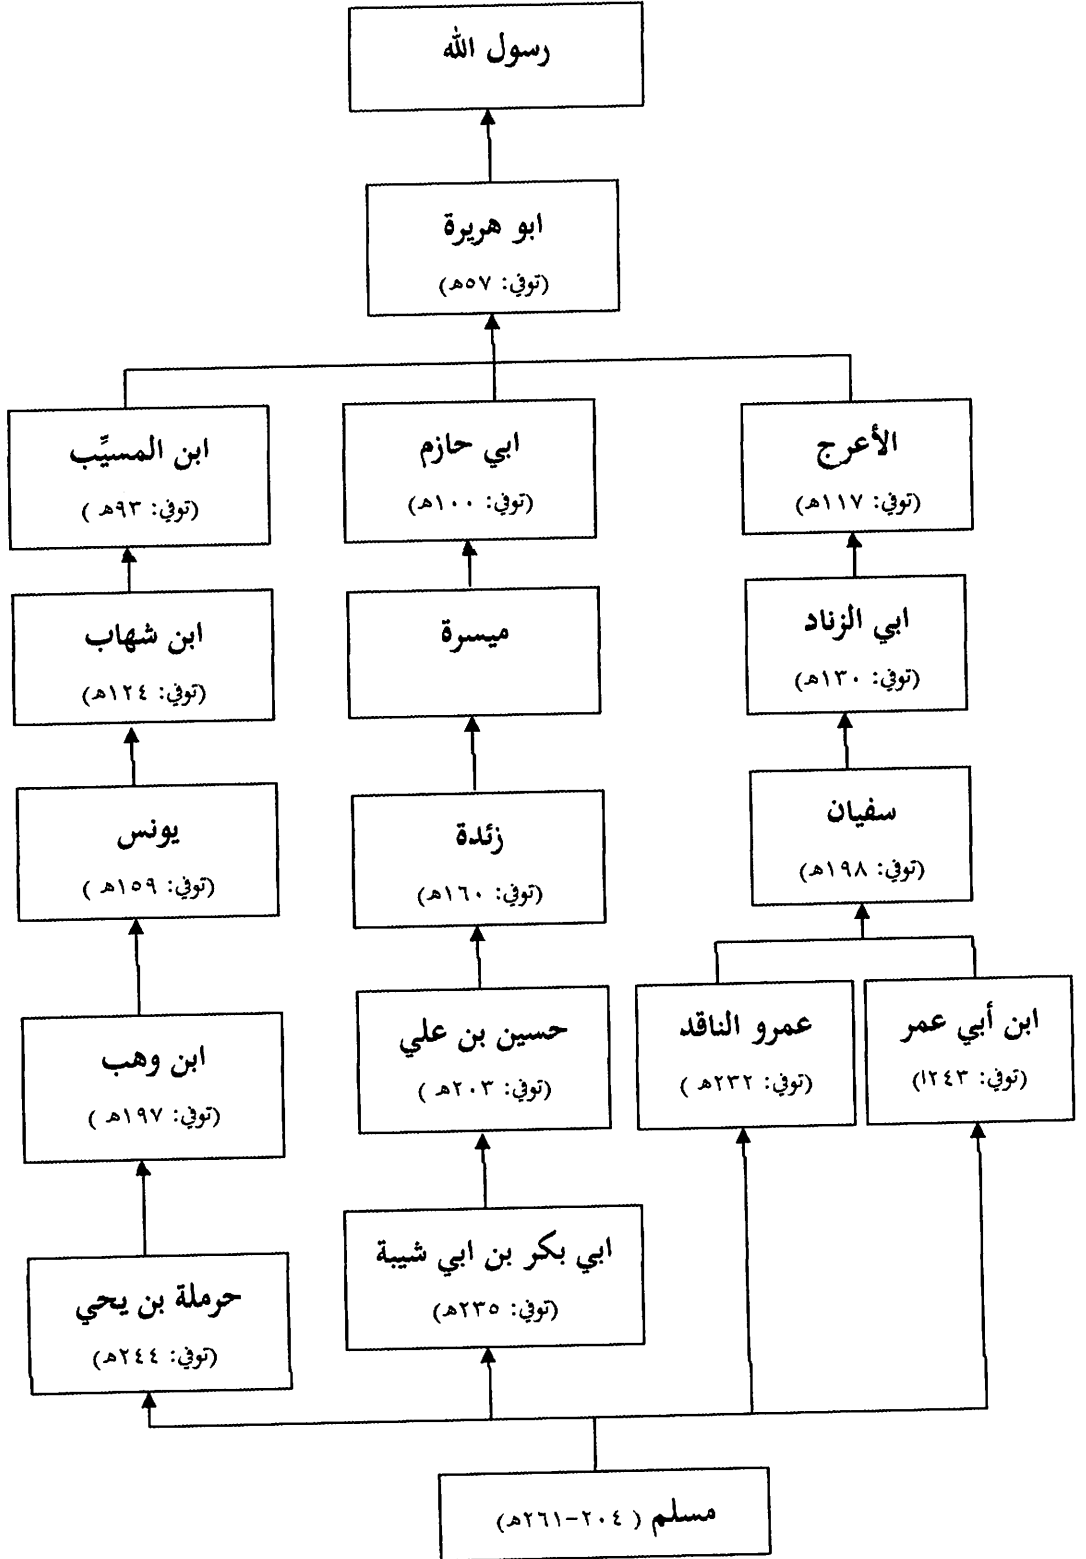 رسول الله
ابو هريرة
(توفي: ٥٧هـ)
الأعرج
(توفي: ١١٧هـ)
ابي حازم
(توفي: ١٠٠هـ)
ابن المسيِّب
(توفي: ٩٣هـ )
ابي الزناد
(توفي: ١٣٠هـ)
ميسرة
ابن شهاب
(توفي: ١٢٤هـ)
سفيان
(توفي: ١٩٨هـ)
زئدة
(توفي: ١٦٠هـ)
يونس
(توفي: ١٥٩هـ )
ابن أبي عمر
(توفي: ٢٤٣ا)
عمرو الناقد
(توفي: ٢٣٢هـ )
حسين بن علي
(توفي: ٢٠٣هـ )
ابن وهب
(توفي: ١٩٧هـ )
ابي بكر بن ابي شيبة
(توفي: ٢٣٥هـ)
حرملة بن يحي
(توفي: ٢٤٤هـ)
مسلم ( ٢٠٤-٢٦١هـ)